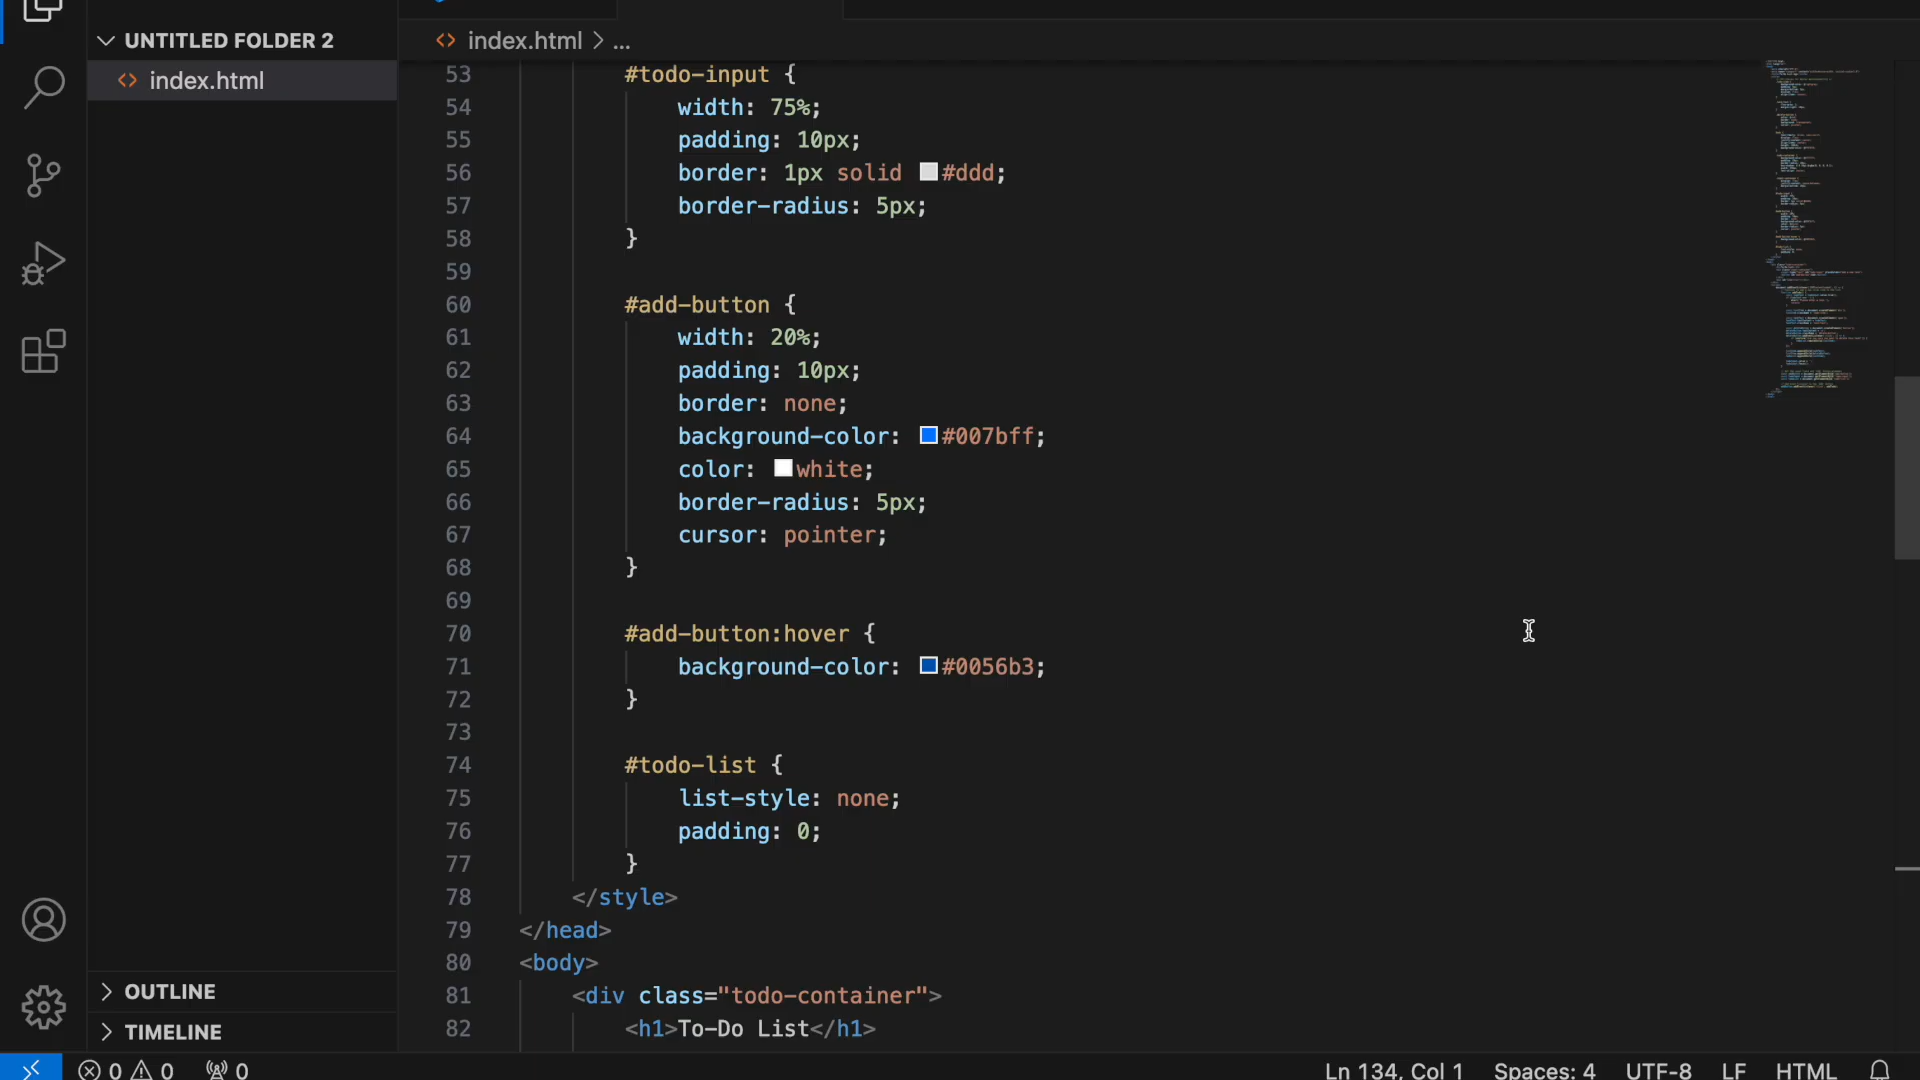 UNTITLED FOLDER 2
index.html
OUTLINE
TIMELINE
index.html > ...
53 #todo-input {
54 width: 75%;
55 padding: 10px;
56 border: 1px solid #ddd;
57 border-radius: 5px;
58 }
59
60 #add-button {
61 width: 20%;
62 padding: 10px;
63 border: none;
64 background-color: #007bff;
65 color: white;
66 border-radius: 5px;
67 cursor: pointer;
68 }
69
70 #add-button:hover {
71 background-color: #0056b3;
72 }
73
74 #todo-list {
75 list-style: none;
76 padding: 0;
77 }
78 </style>
79 </head>
80 <body>
81 <div class="todo-container">
82 <h1>To-Do List</h1>
0 0 0 Ln 134, Col 1 Spaces: 4 UTF-8 LF HTML